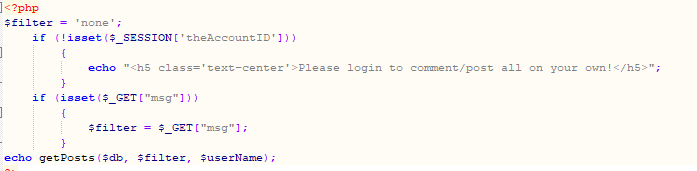 <?php
$filter = 'none';
if (!isset($_SESSION['theAccountID']))
{
echo "<h5 class='text-center'>Please login to comment/post all on your own!</h5>";
}
if (isset($_GET["msg"]))
{
$filter = $_GET["msg"];
}
echo getPosts($db, $filter, $userName);